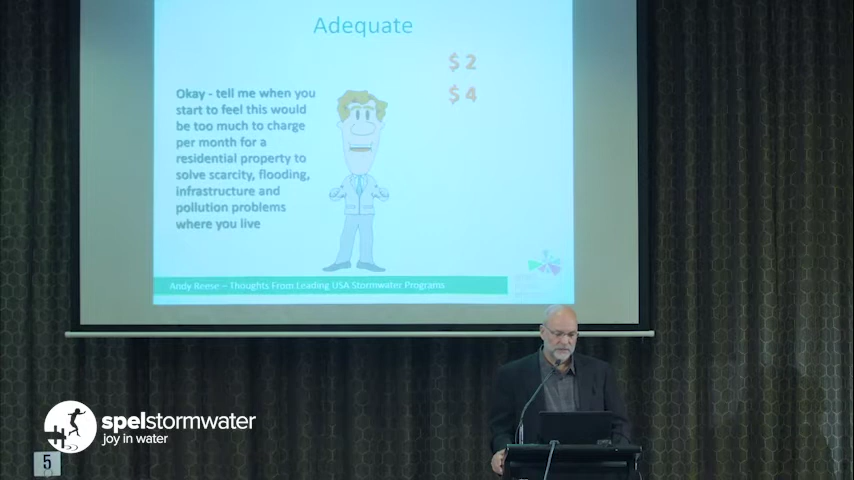 Adequate
$ 2
$ 4
Okay - tell me when you
start to feel this would
be too much to charge
per month for a
residential property to
solve scarcity, flooding,
infrastructure and
pollution problems
where you live
Andy Reese – Thoughts From Leading USA Stormwater Programs
spelstormwater
joy in water
5